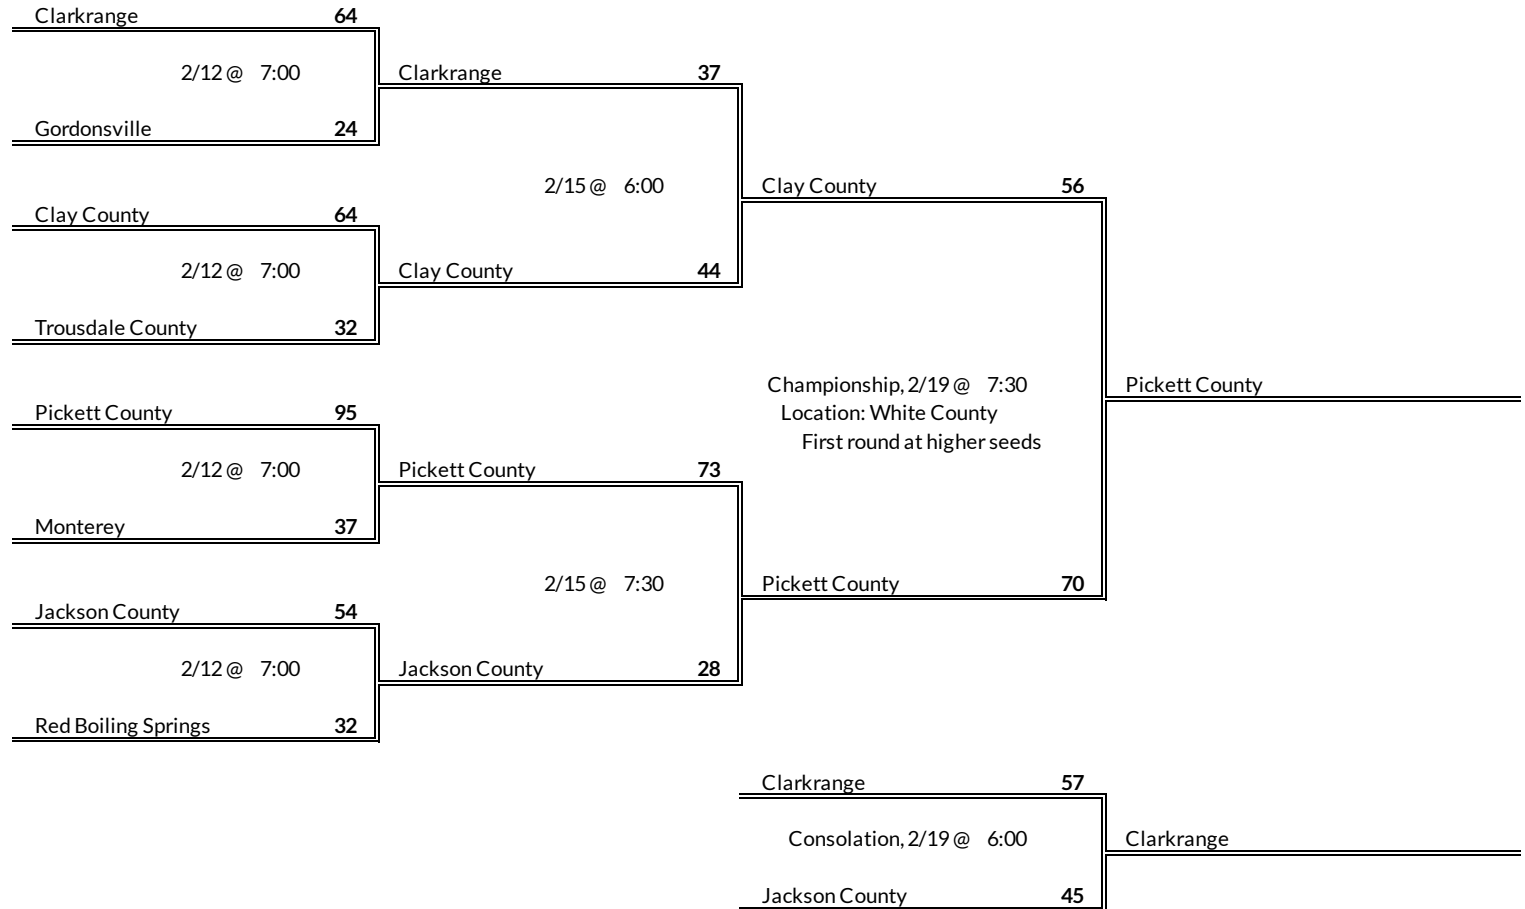 Clarkrange 64
2/12 @ 7:00 Clarkrange 37
Gordonsville 24
2/15 @ 6:00 Clay County 56
Clay County 64
2/12 @ 7:00 Clay County 44
Trousdale County 32
Championship, 2/19 @ 7:30 Pickett County
Pickett County 95 Location: White County
First round at higher seeds
2/12 @ 7:00 Pickett County 73
Monterey 37
2/15 @ 7:30 Pickett County 70
Jackson County 54
2/12 @ 7:00 Jackson County 28
Red Boiling Springs 32
Clarkrange 57
Consolation, 2/19 @ 6:00 Clarkrange
Jackson County 45